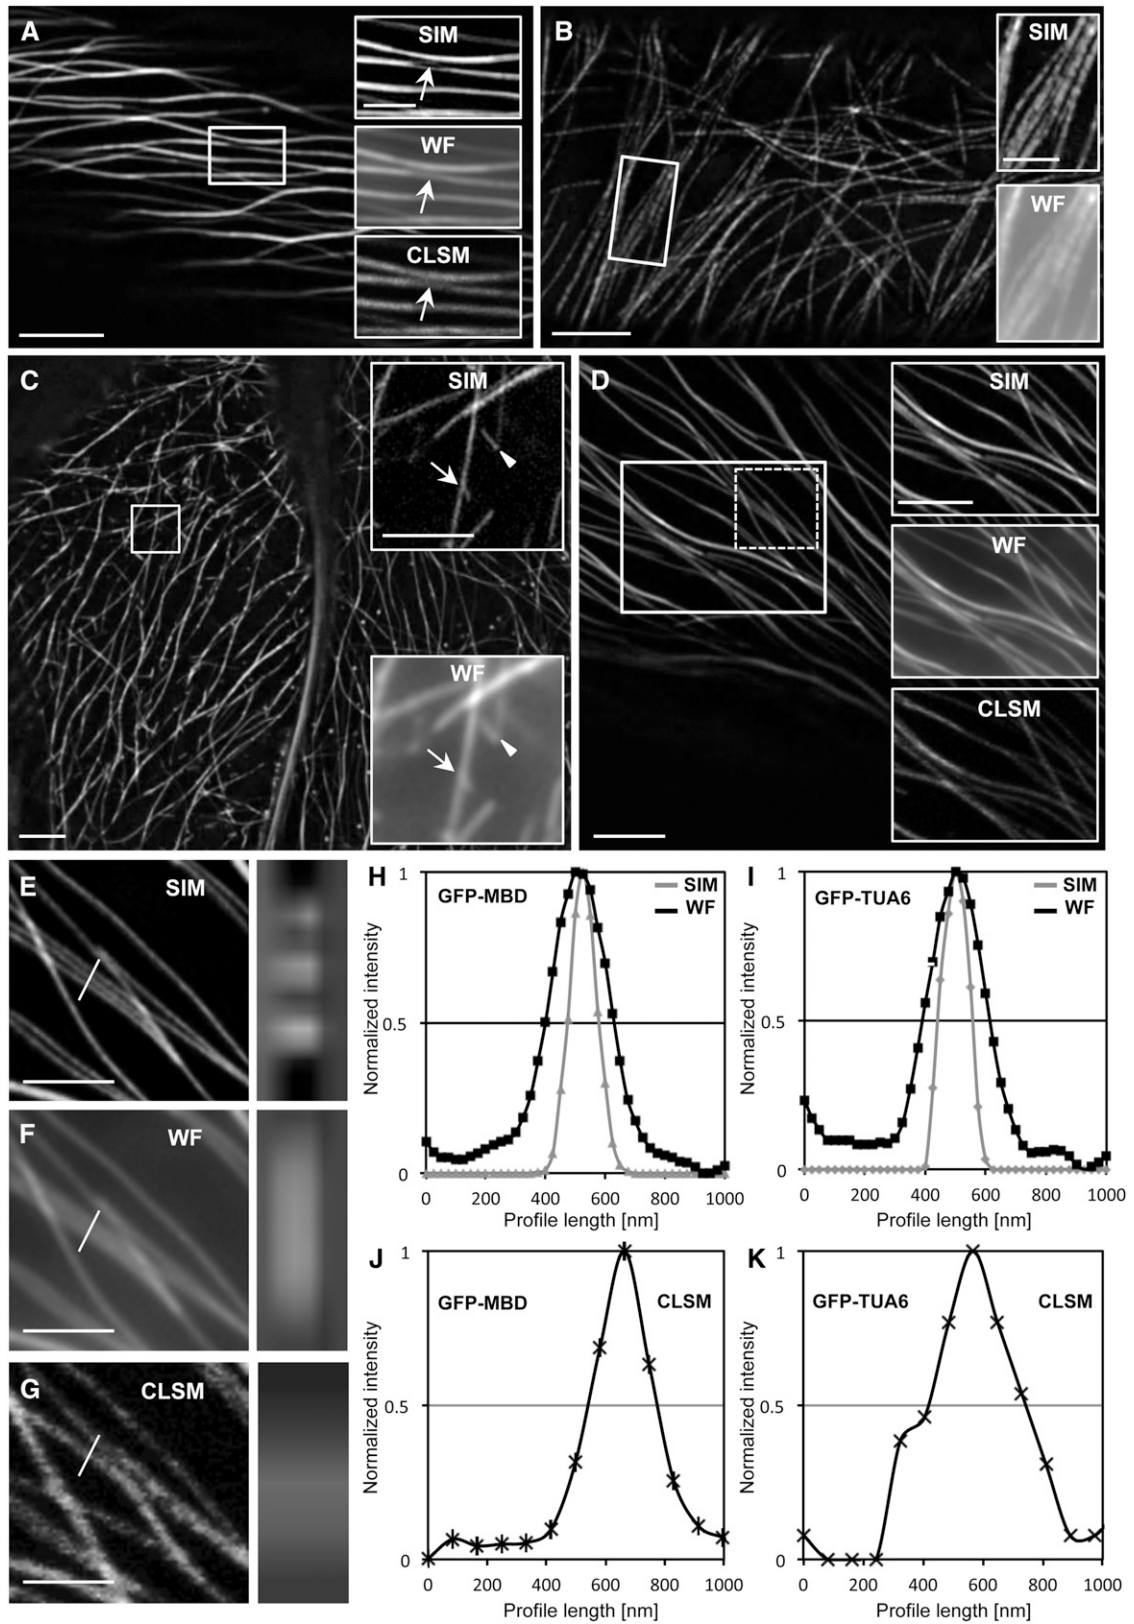 A
SIM
WF
CLSM
B
SIM
WF
C
SIM
WF
D
SIM
WF
CLSM
E
SIM
F
WF
G
CLSM
H
GFP-MBD
SIM
WF
Normalized intensity
1
0.5
0
0 200 400 600 800 1000
Profile length [nm]
I
GFP-TUA6
SIM
WF
Normalized intensity
1
0.5
0
0 200 400 600 800 1000
Profile length [nm]
J
GFP-MBD
CLSM
Normalized intensity
1
0.5
0
0 200 400 600 800 1000
Profile length [nm]
K
GFP-TUA6
CLSM
Normalized intensity
1
0.5
0
0 200 400 600 800 1000
Profile length [nm]